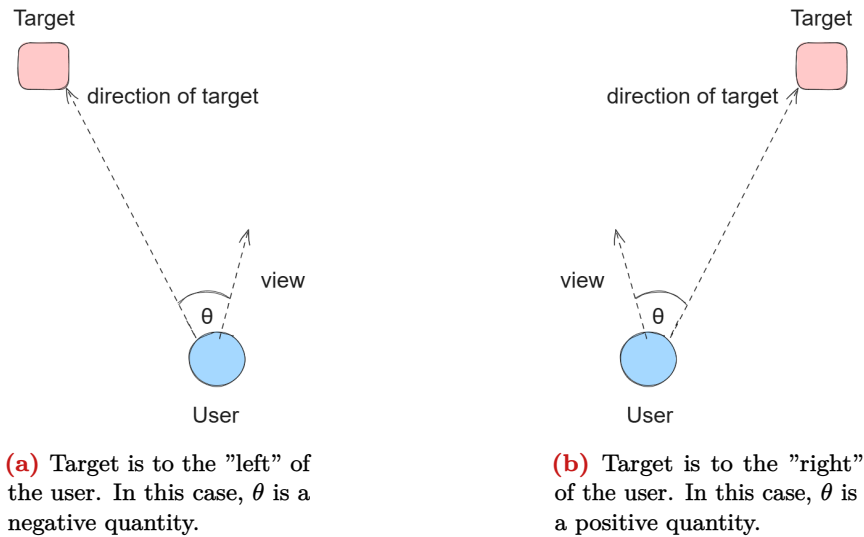 Target
direction of target
view
θ
User
(a) Target is to the ”left” of
the user. In this case, θ is a
negative quantity.
Target
direction of target
view
θ
User
(b) Target is to the ”right”
of the user. In this case, θ is
a positive quantity.